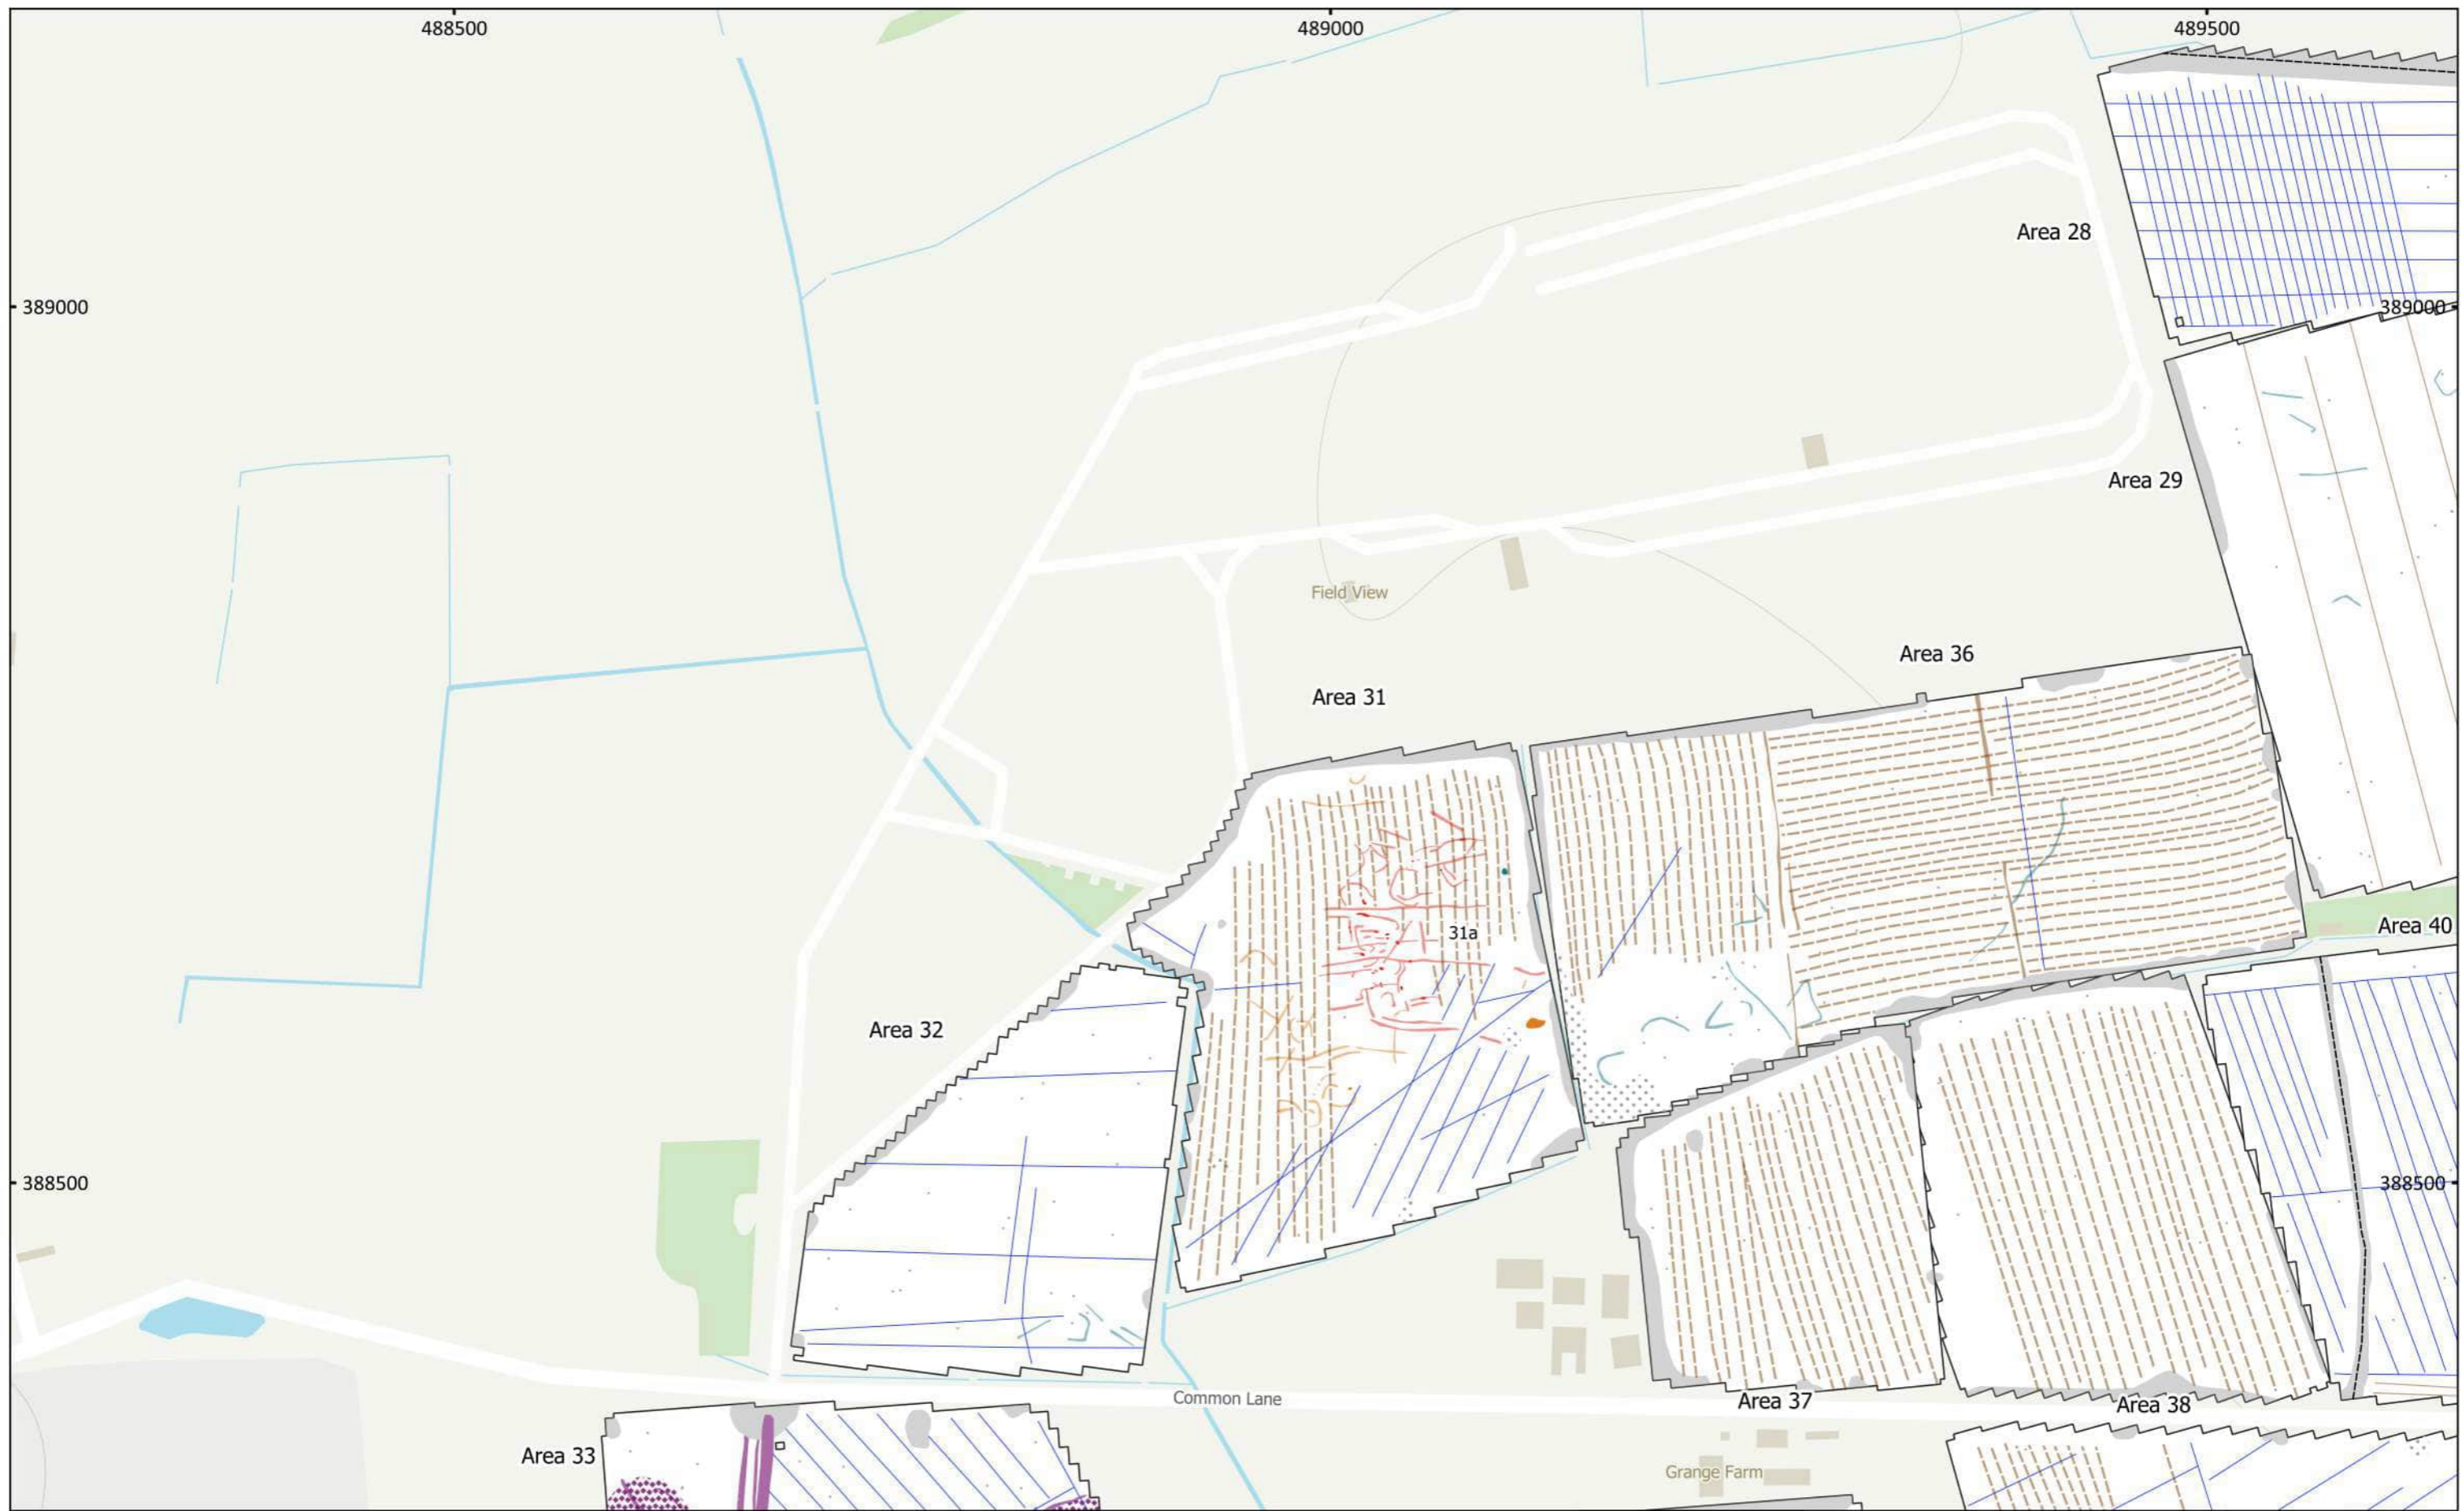 488500
489000
489500
Area 28
389000
389000
Area 29
Field View
Area 36
Area 31
Area 40
31a
Area 32
388500
388500
Common Lane
Area 37
Area 38
Area 33
Grange Farm